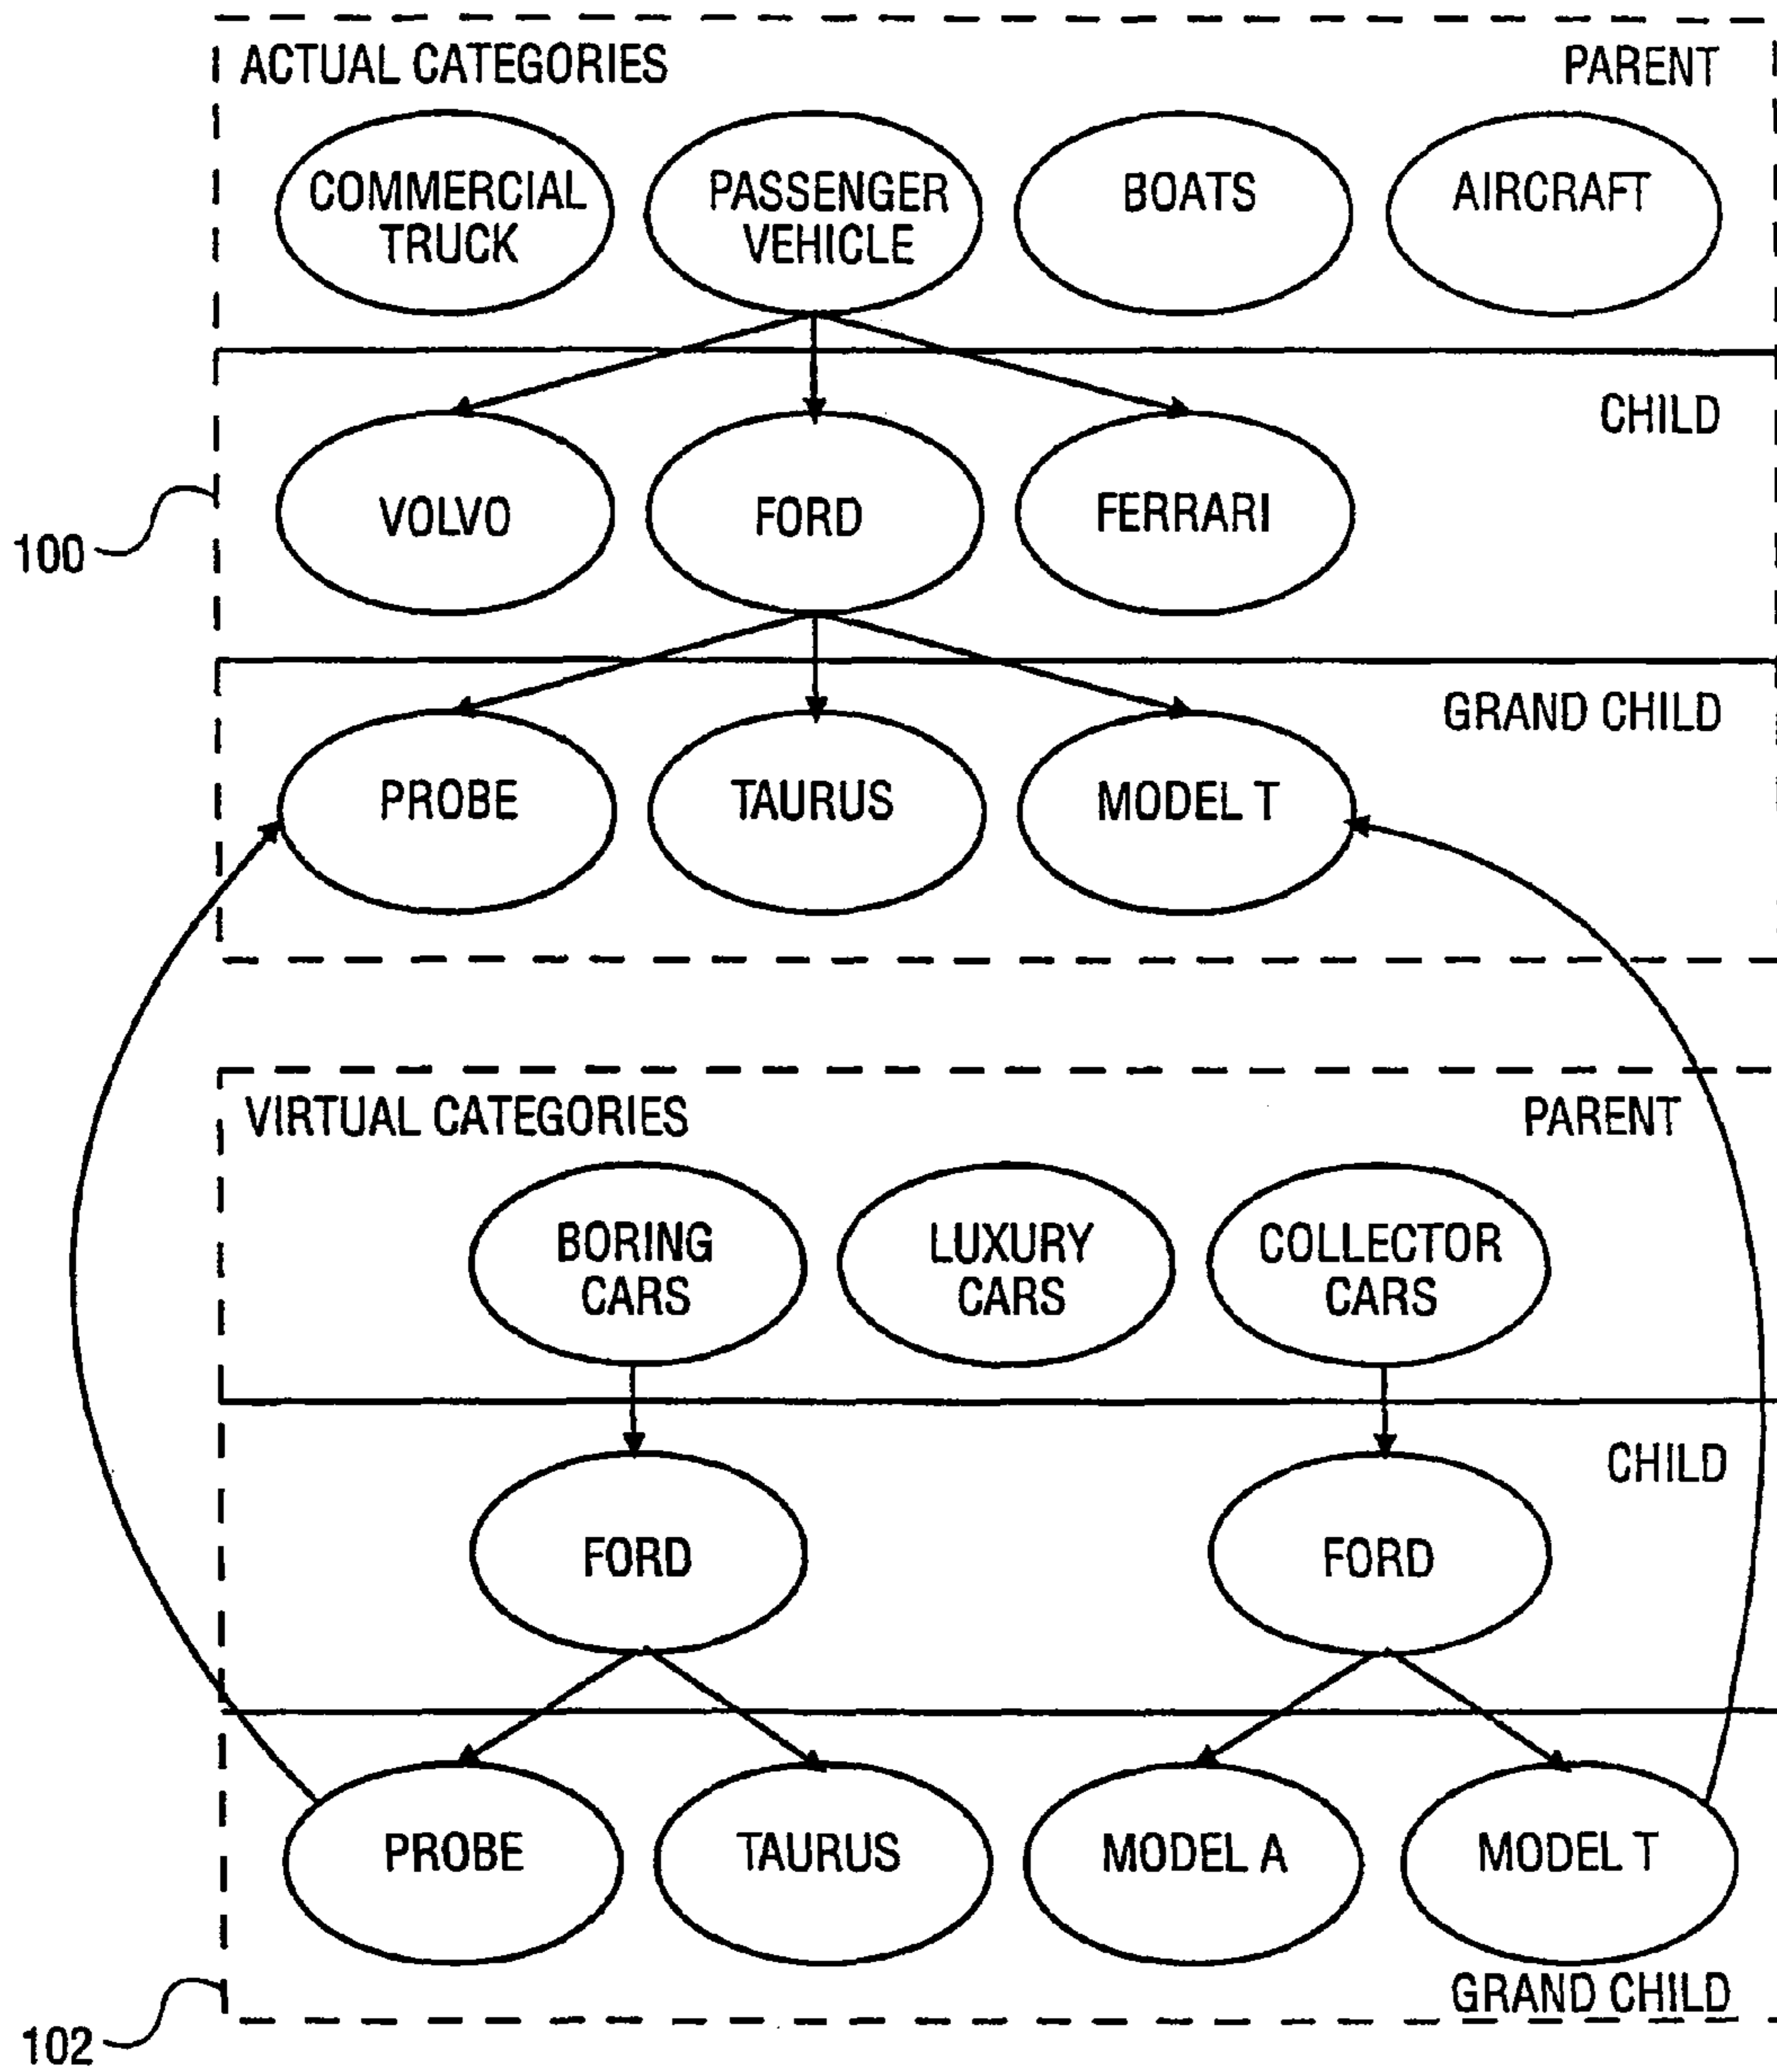 ACTUAL CATEGORIES
PARENT
COMMERCIAL
TRUCK
PASSENGER
VEHICLE
BOATS
AIRCRAFT
CHILD
VOLVO
FORD
FERRARI
100
GRAND CHILD
PROBE
TAURUS
MODEL T
VIRTUAL CATEGORIES
PARENT
BORING
CARS
LUXURY
CARS
COLLECTOR
CARS
CHILD
FORD
FORD
PROBE
TAURUS
MODEL A
MODEL T
GRAND CHILD
102